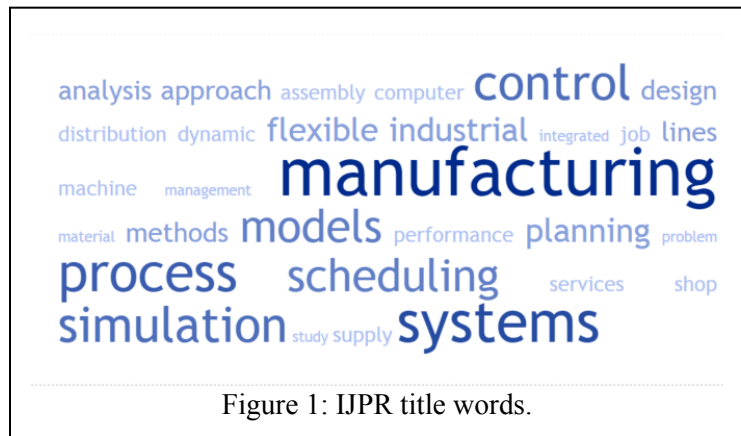 analysis approach assembly computer control design
distribution dynamic flexible industrial integrated job lines
machine management manufacturing
material methods models performance planning problem
process scheduling services shop
simulation study supply systems
Figure 1: IJPR title words.